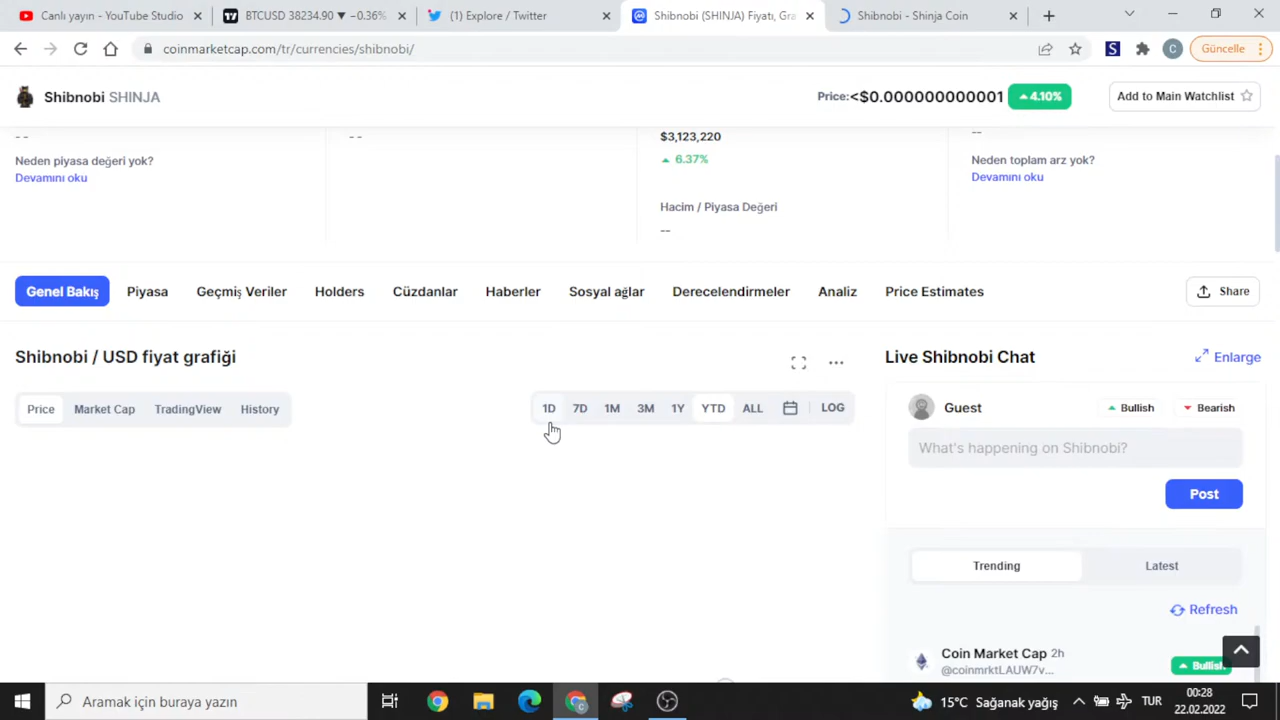 Canlı yayın - YouTube Studio
BTCUSD 38234.90 ▼ −0.36%
(1) Explore / Twitter
Shibnobi (SHINJA) Fiyatı, Gra
Shibnobi - Shinja Coin
coinmarketcap.com/tr/currencies/shibnobi/
S
C
Güncelle
Shibnobi SHINJA
Price:<$0.000000000001
4.10%
Add to Main Watchlist
- -
- -
$3,123,220
--
Neden piyasa değeri yok?
6.37%
Neden toplam arz yok?
Devamını oku
Devamını oku
Hacim / Piyasa Değeri
--
Genel Bakış
Piyasa
Geçmiş Veriler
Holders
Cüzdanlar
Haberler
Sosyal ağlar
Derecelendirmeler
Analiz
Price Estimates
Share
Shibnobi / USD fiyat grafiği
Live Shibnobi Chat
Enlarge
Price
Market Cap
TradingView
History
1D
7D
1M
3M
1Y
YTD
ALL
LOG
Guest
Bullish
Bearish
What's happening on Shibnobi?
Post
Trending
Latest
Refresh
Coin Market Cap 2h
@coinmrktLAUW7v...
Bullish
Aramak için buraya yazın
15°C Sağanak yağış
TUR
00:28
22.02.2022